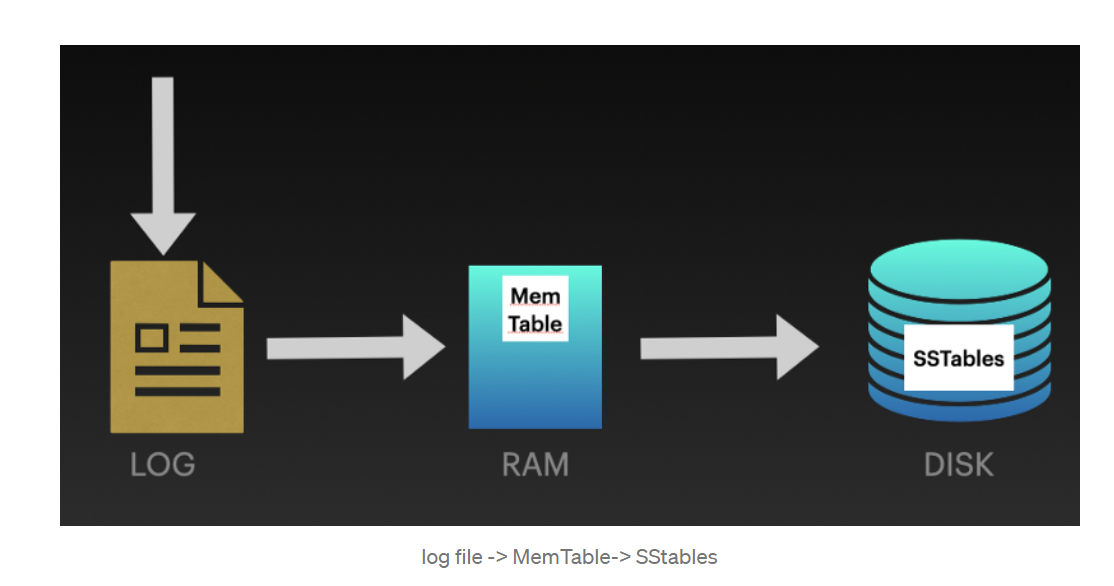 Mem
Table
SSTables
LOG
RAM
DISK
log file -> MemTable-> SStables